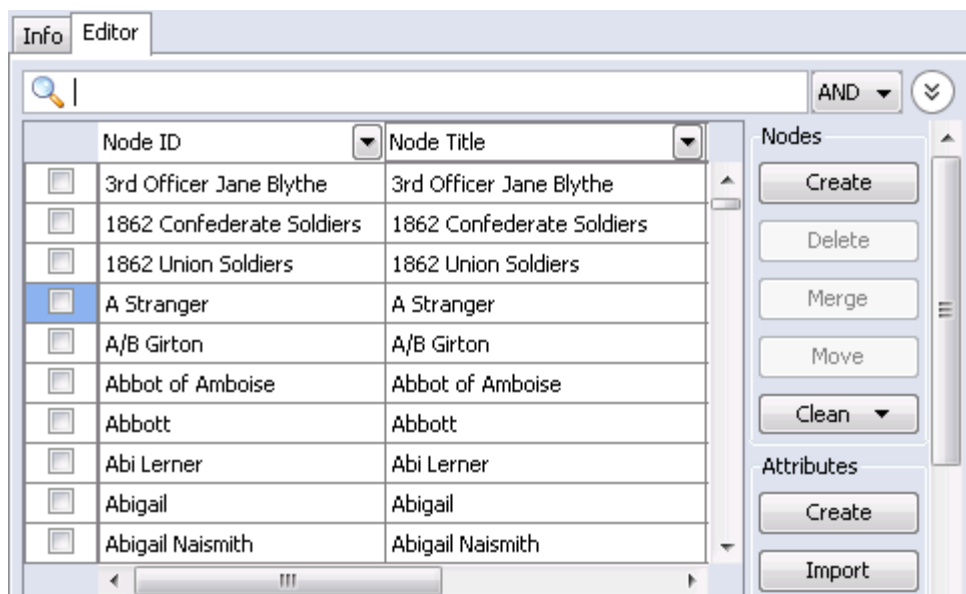 Info Editor
AND
Node ID Node Title Nodes
3rd Officer Jane Blythe 3rd Officer Jane Blythe Create
1862 Confederate Soldiers 1862 Confederate Soldiers
1862 Union Soldiers 1862 Union Soldiers Delete
A Stranger A Stranger Merge
A/B Girton A/B Girton Move
Abbot of Amboise Abbot of Amboise
Abbott Abbott Clean
Abi Lerner Abi Lerner Attributes
Abigail Abigail Create
Abigail Naismith Abigail Naismith
Import